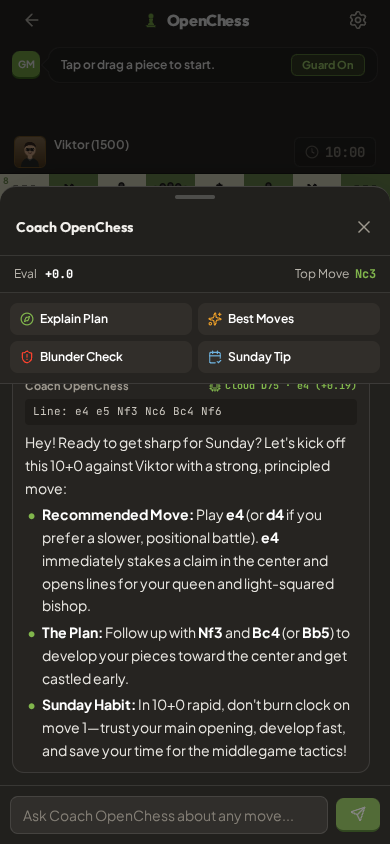 OpenChess
GM
Tap or drag a piece to start.
Guard On
Viktor (1500)
10:00
8
Coach OpenChess
Eval +0.0
Top Move Nc3
Explain Plan
Best Moves
Blunder Check
Sunday Tip
Coach OpenChess
Cloud D75 · e4 (+0.19)
Line: e4 e5 Nf3 Nc6 Bc4 Nf6
Hey! Ready to get sharp for Sunday? Let's kick off
this 10+0 against Viktor with a strong, principled
move:
Recommended Move: Play e4 (or d4 if you
prefer a slower, positional battle). e4
immediately stakes a claim in the center and
opens lines for your queen and light-squared
bishop.
The Plan: Follow up with Nf3 and Bc4 (or Bb5) to
develop your pieces toward the center and get
castled early.
Sunday Habit: In 10+0 rapid, don't burn clock on
move 1—trust your main opening, develop fast,
and save your time for the middlegame tactics!
Ask Coach OpenChess about any move...